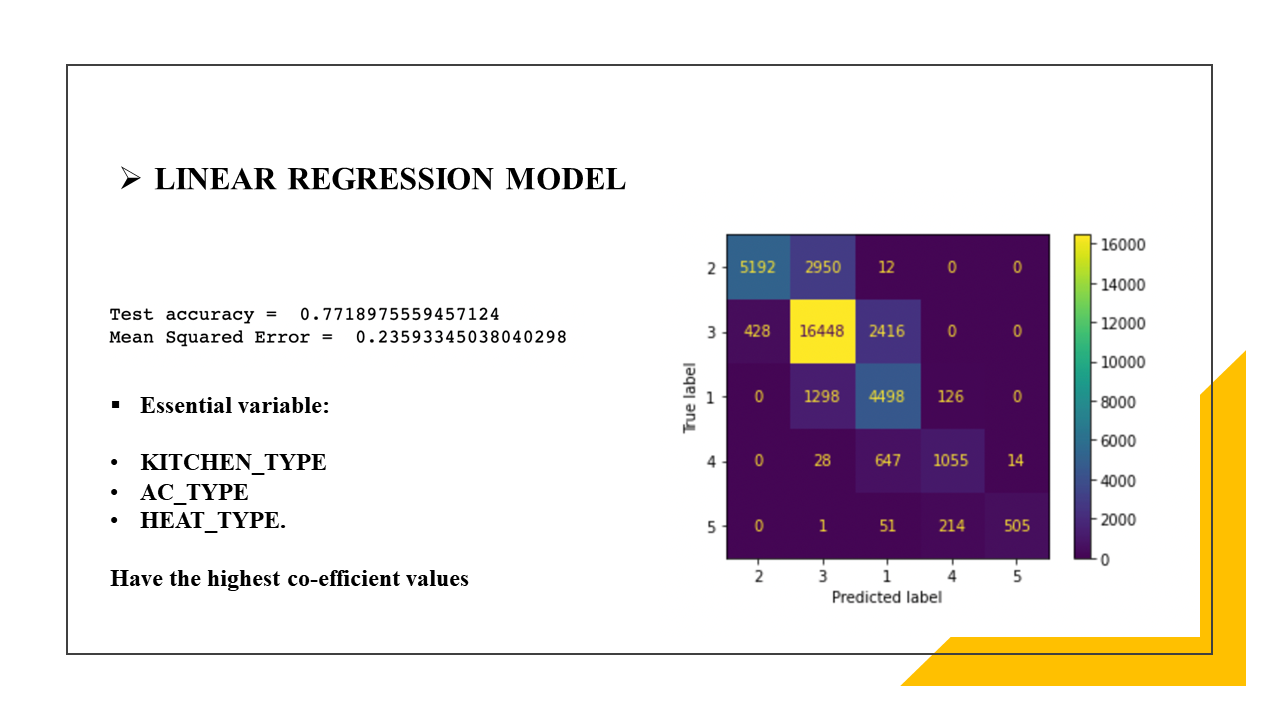 ➢ LINEAR REGRESSION MODEL
Test accuracy = 0.7718975559457124
Mean Squared Error = 0.23593345038040298
▪ Essential variable:
• KITCHEN_TYPE
• AC_TYPE
• HEAT_TYPE.
Have the highest co-efficient values
True label
2 5192 2950 12 0 0
3 428 16448 2416 0 0
1 0 1298 4498 126 0
4 0 28 647 1055 14
5 0 1 51 214 505
2 3 1 4 5
Predicted label
16000
14000
12000
10000
8000
6000
4000
2000
0